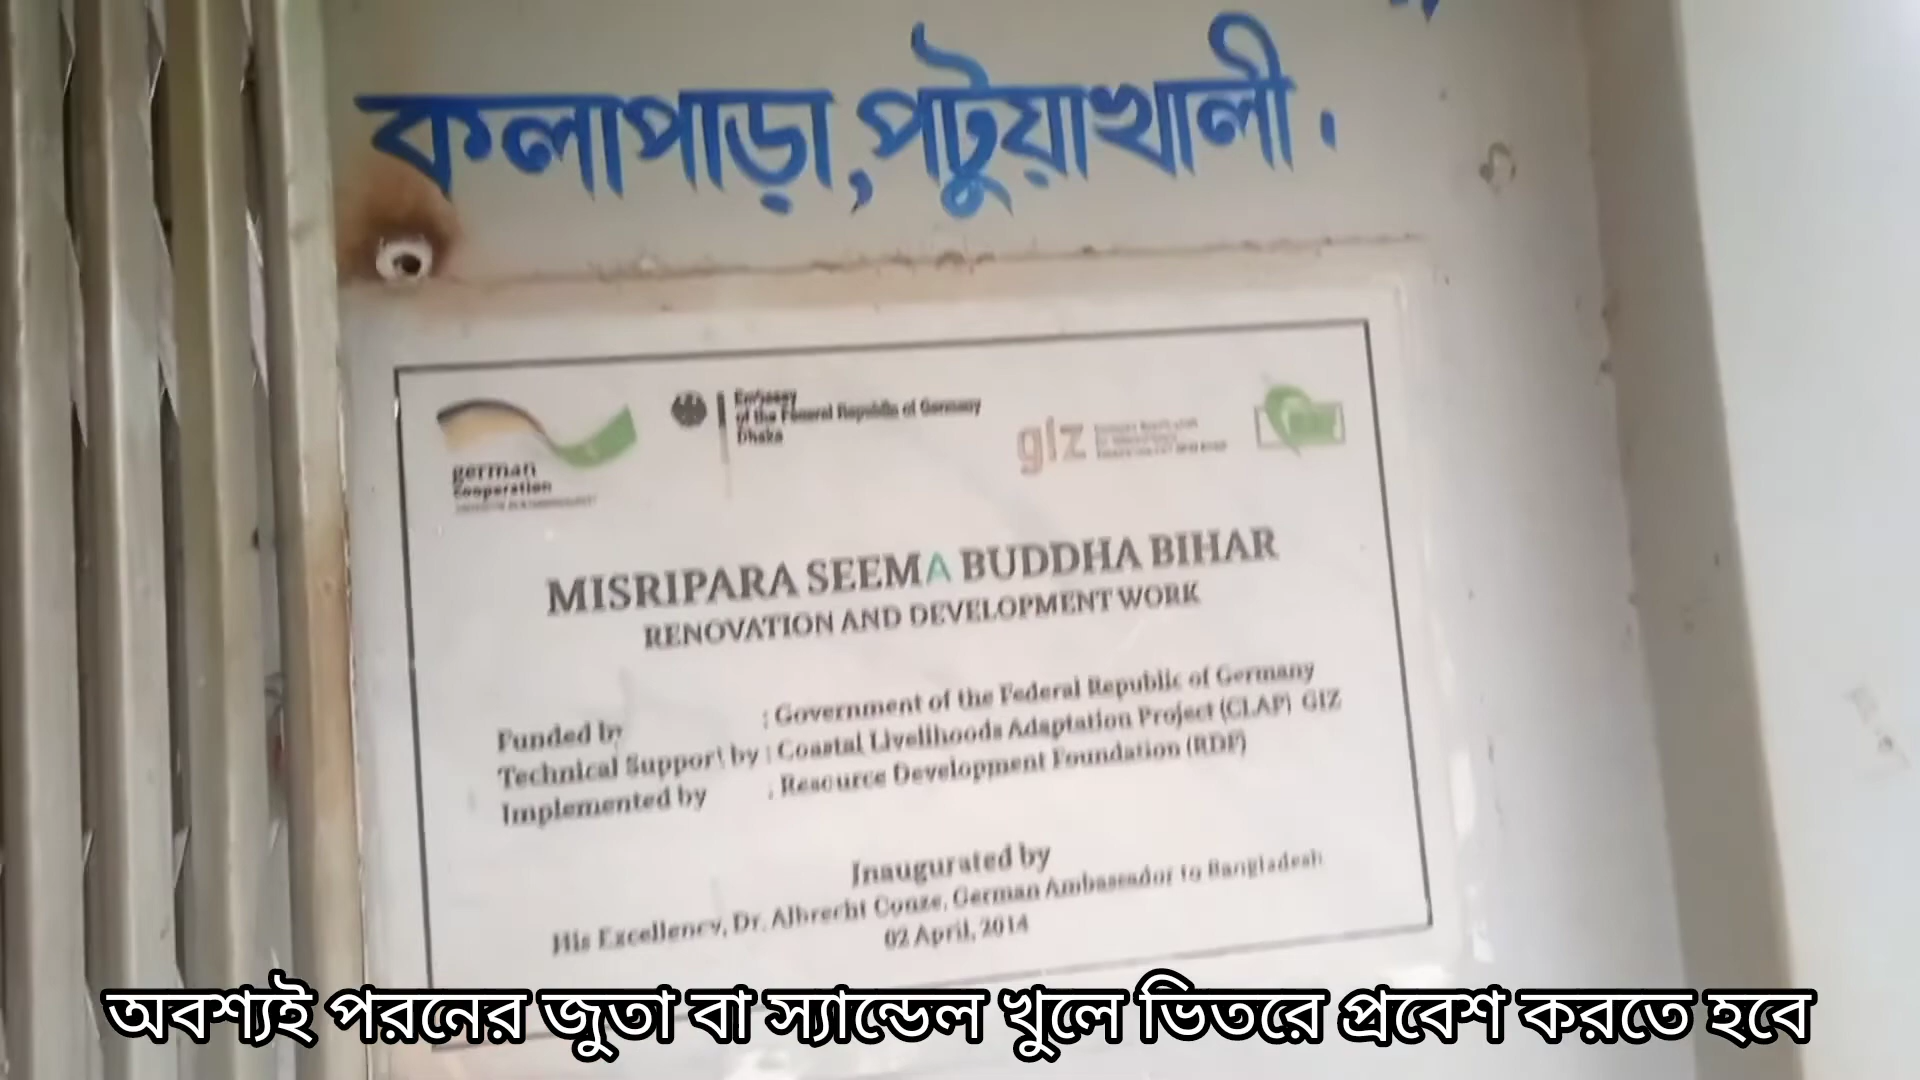 কলাপাড়া, পটুয়াখালী.
german
cooperation
Embassy
of the Federal Republic of Germany
Dhaka
giz
MISRIPARA SEEMA BUDDHA BIHAR
RENOVATION AND DEVELOPMENT WORK
Funded by : Government of the Federal Republic of Germany
Technical Support by : Coastal Livelihoods Adaptation Project (CLAP) GIZ
Implemented by : Resource Development Foundation (RDF)
Inaugurated by
His Excellency, Dr. Albrecht Conze, German Ambassador to Bangladesh
02 April, 2014
অবশ্যই পরনের জুতা বা স্যান্ডেল খুলে ভিতরে প্রবেশ করতে হবে